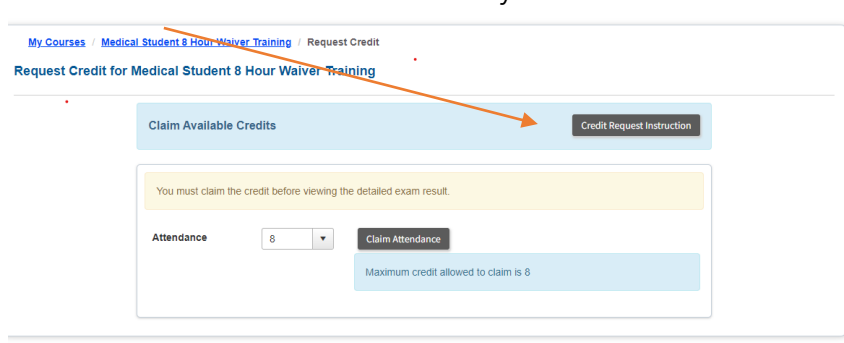 My Courses / Medical Student 8 Hour Waiver Training / Request Credit
Request Credit for Medical Student 8 Hour Waiver Training
Claim Available Credits
Credit Request Instruction
You must claim the credit before viewing the detailed exam result.
Attendance
8
Claim Attendance
Maximum credit allowed to claim is 8